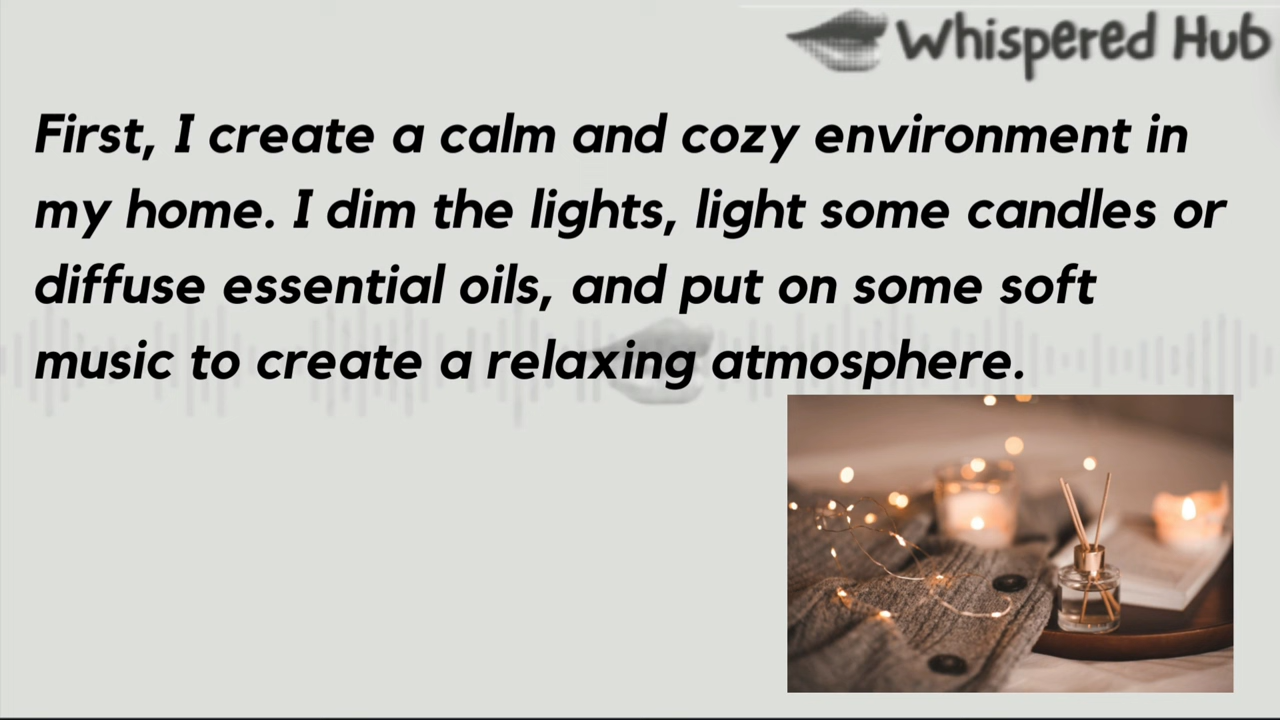 Whispered Hub
First, I create a calm and cozy environment in
my home. I dim the lights, light some candles or
diffuse essential oils, and put on some soft
music to create a relaxing atmosphere.